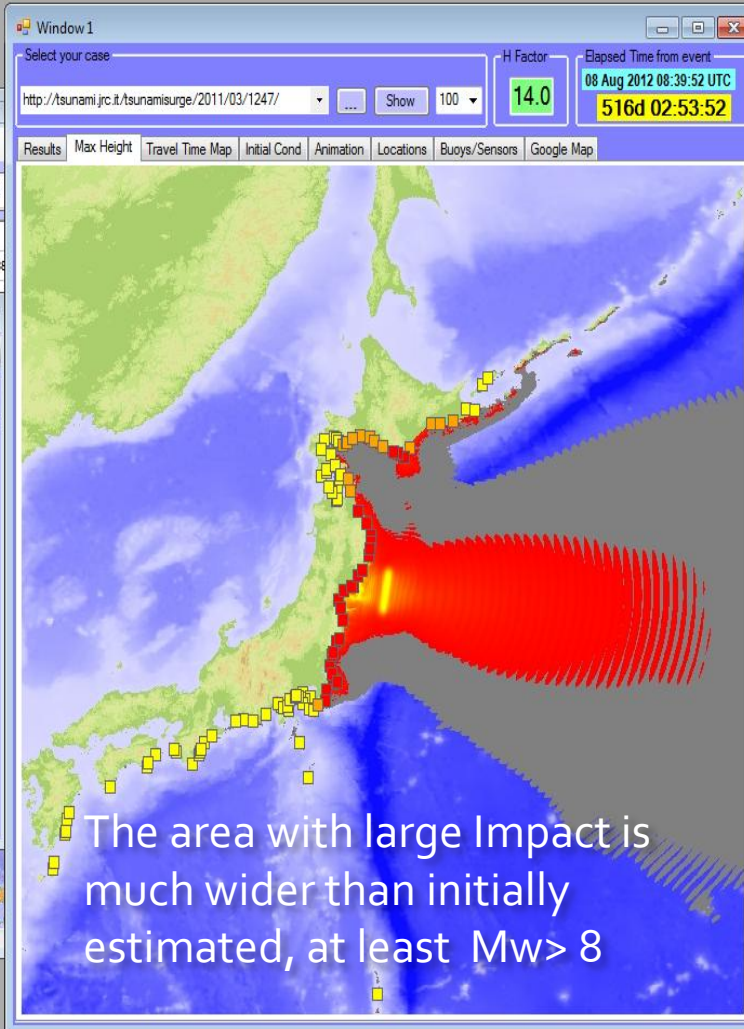 Window1
Select your case
H Factor
Elapsed Time from event
http://tsunami.jrc.it/tsunamisurge/2011/03/1247/
...
Show
100
14.0
08 Aug 2012 08:39:52 UTC
516d 02:53:52
Results
Max Height
Travel Time Map
Initial Cond
Animation
Locations
Buoys/Sensors
Google Map
The area with large Impact is
much wider than initially
estimated, at least Mw> 8